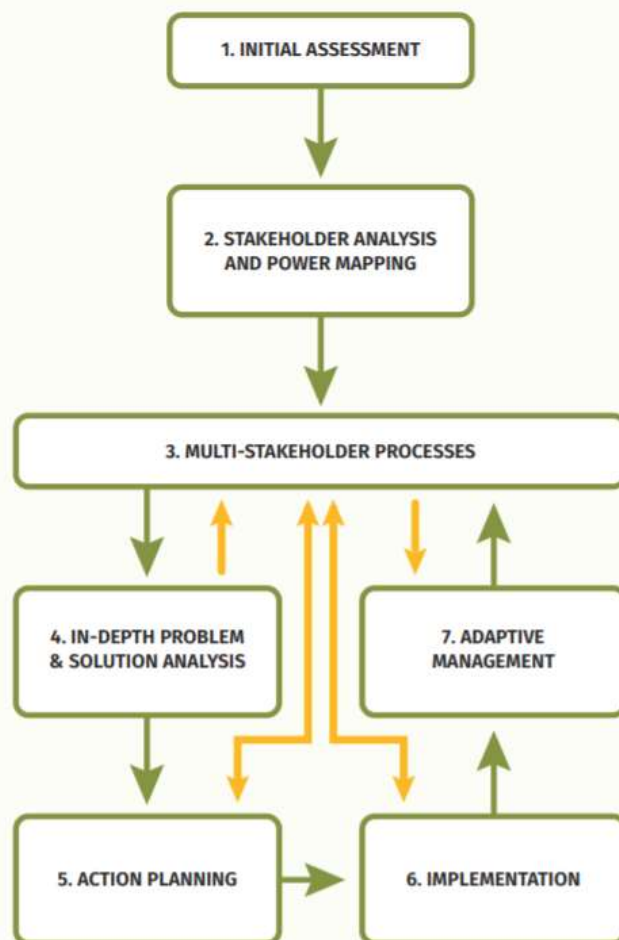 1. INITIAL ASSESSMENT
2. STAKEHOLDER ANALYSIS
AND POWER MAPPING
3. MULTI-STAKEHOLDER PROCESSES
4. IN-DEPTH PROBLEM
& SOLUTION ANALYSIS
7. ADAPTIVE
MANAGEMENT
5. ACTION PLANNING
6. IMPLEMENTATION